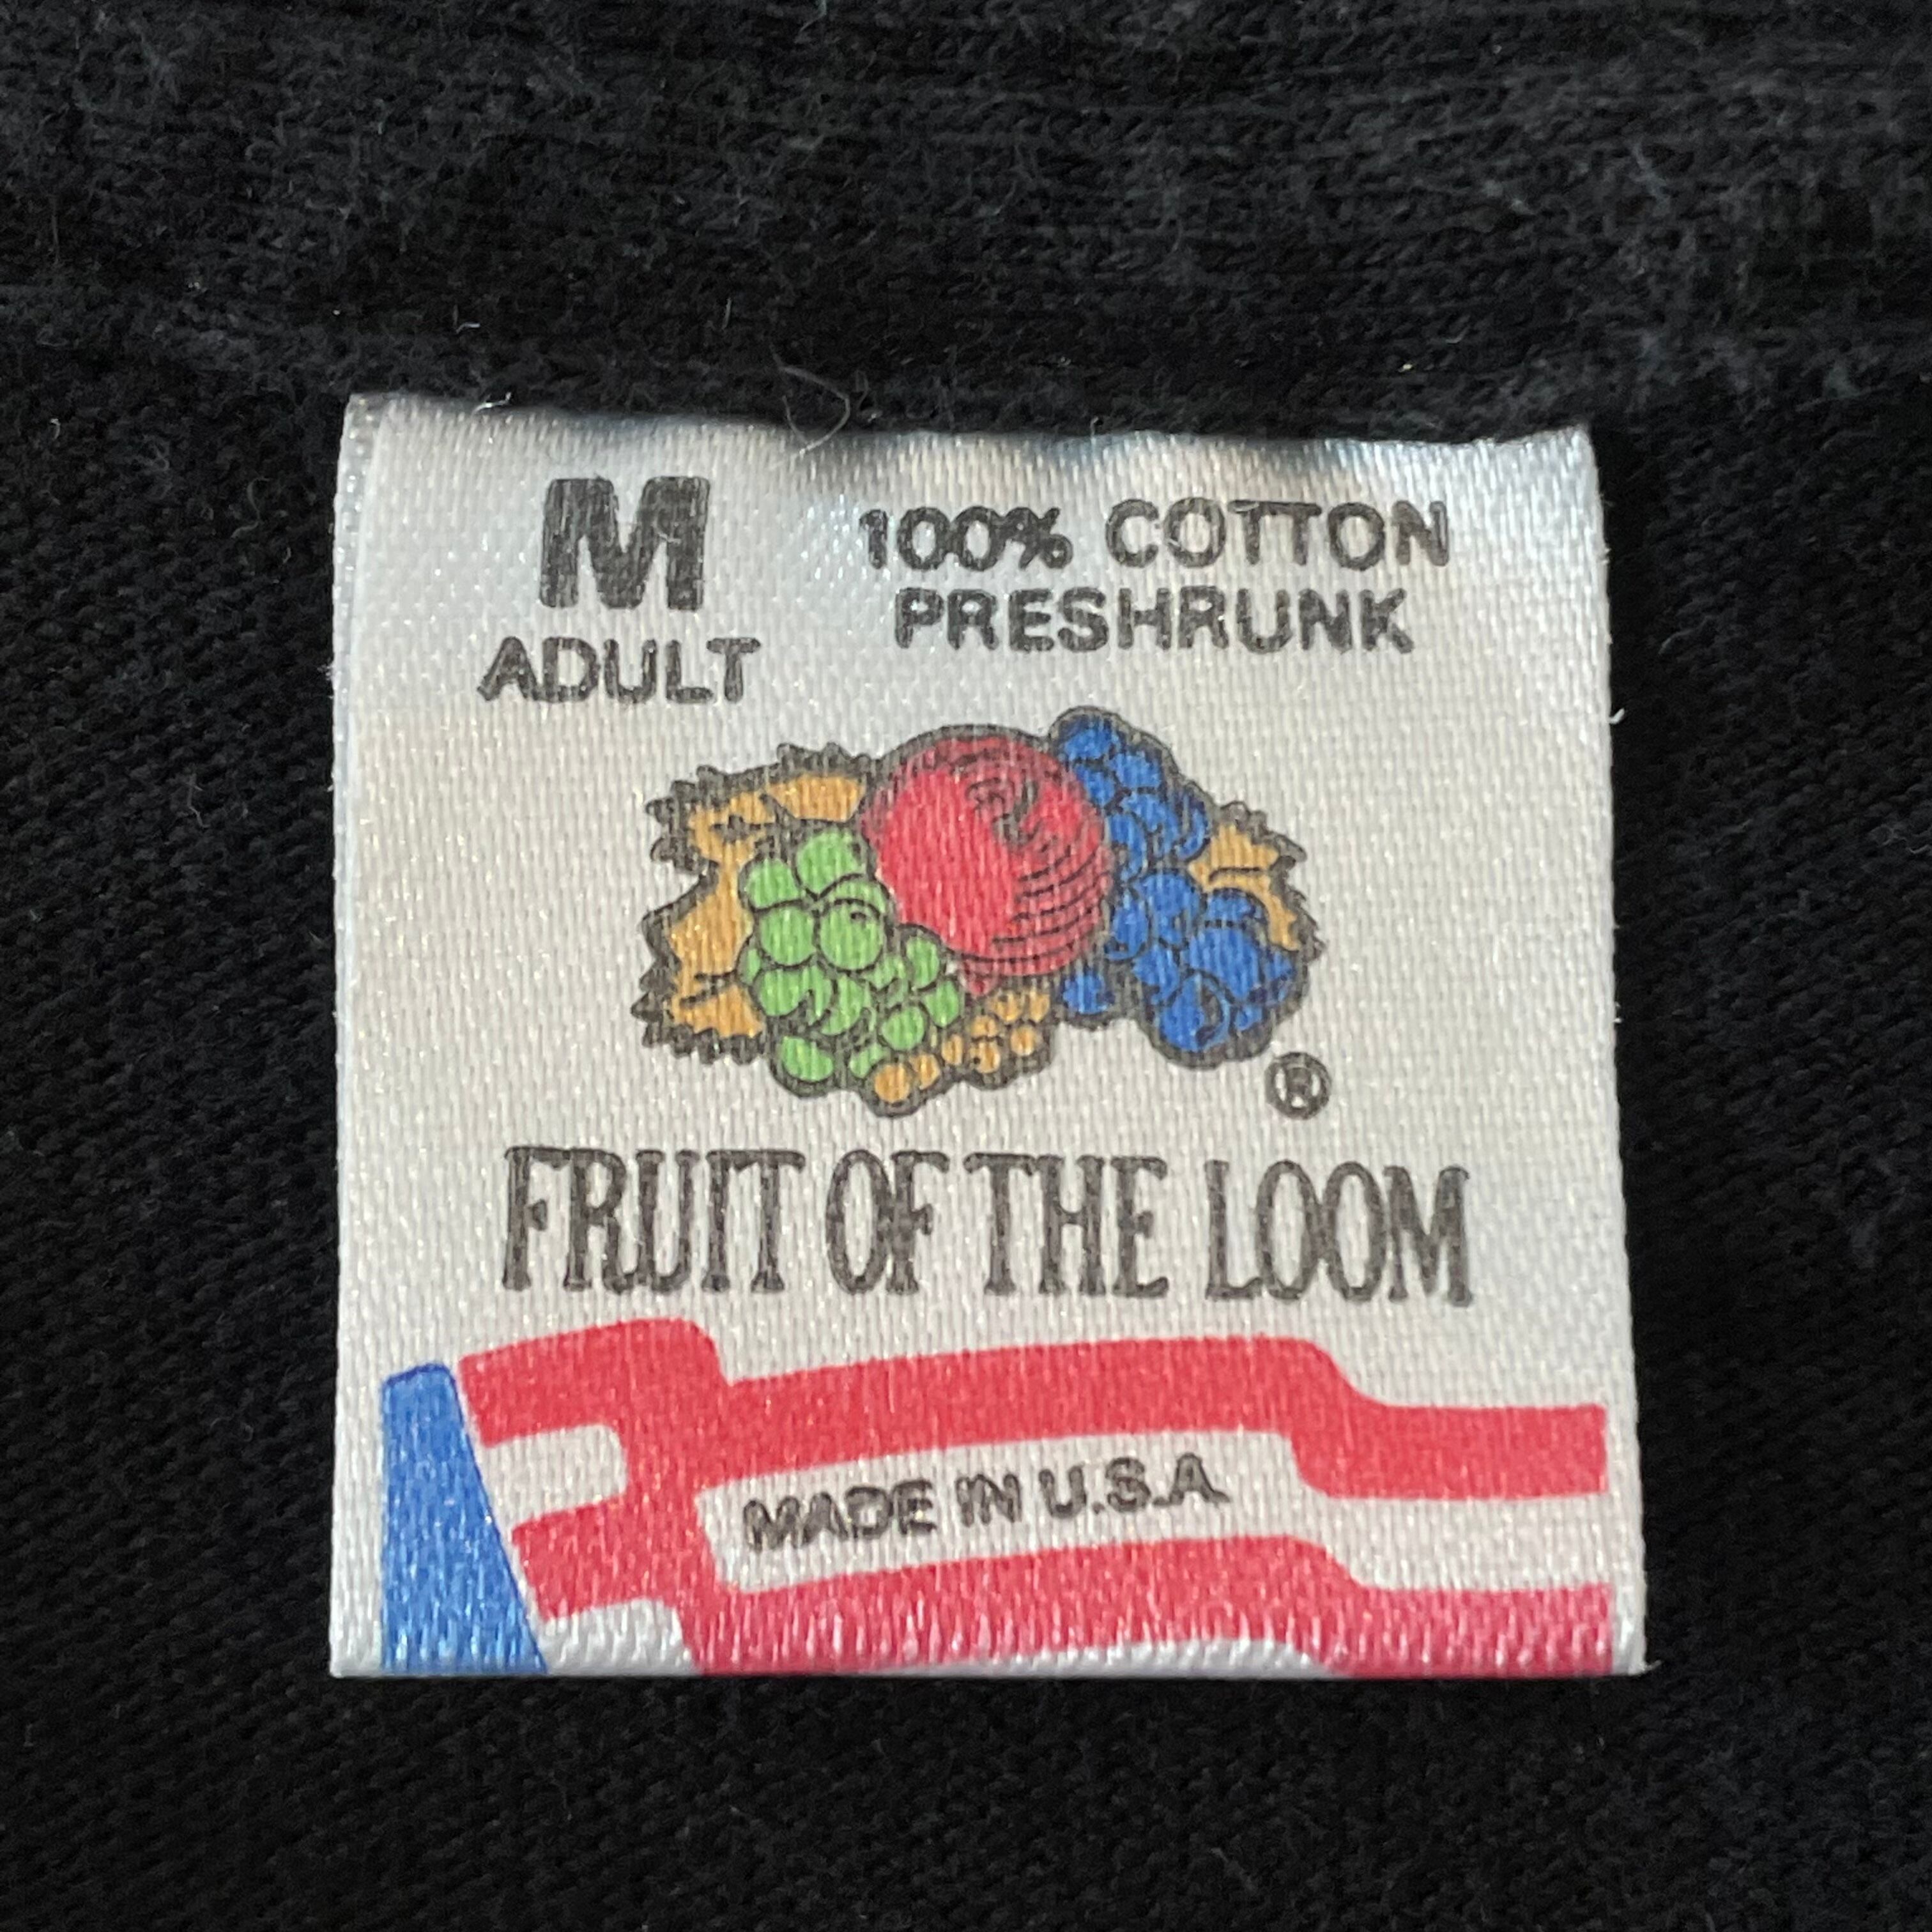 M
ADULT
100% COTTON
PRESHRUNK
®
FRUIT OF THE LOOM
MADE IN U.S.A.